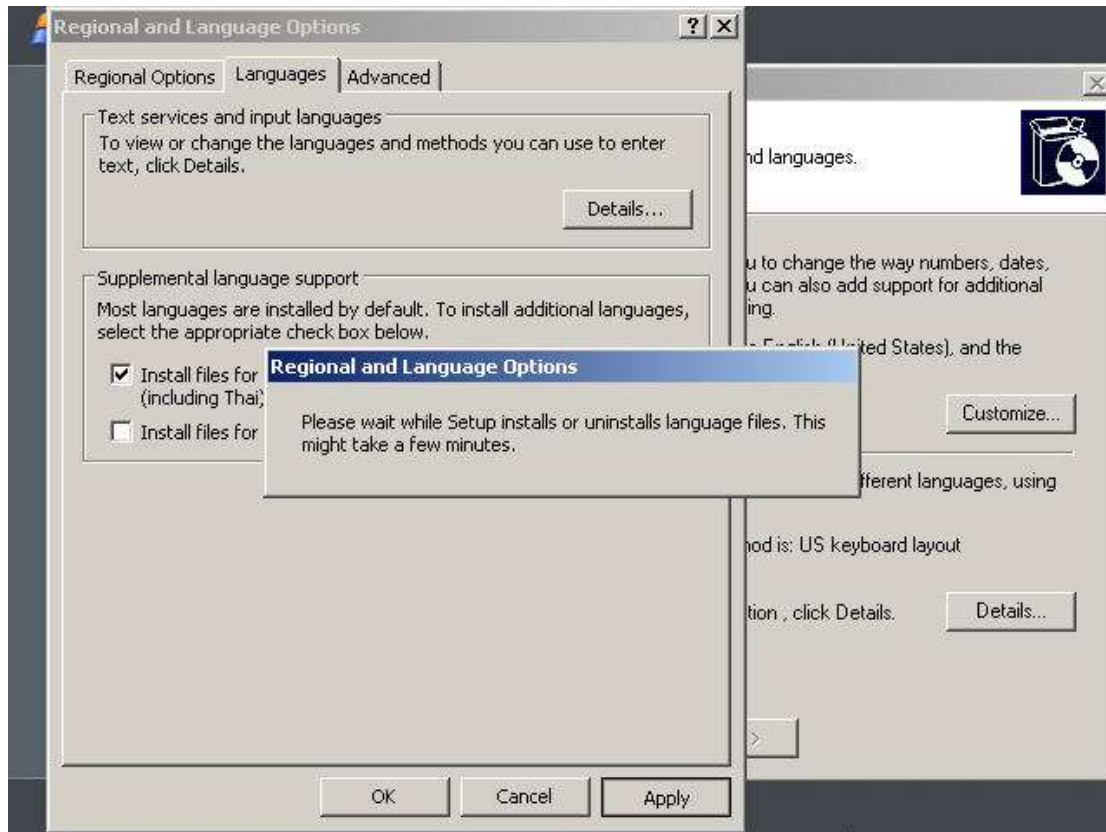 Regional and Language Options
Regional Options Languages Advanced
Text services and input languages
To view or change the languages and methods you can use to enter
text, click Details.
Details...
Supplemental language support
Most languages are installed by default. To install additional languages,
select the appropriate check box below.
Install files for
(including Thai)
Install files for
Regional and Language Options
Please wait while Setup installs or uninstalls language files. This
might take a few minutes.
OK Cancel Apply
nd languages.
u to change the way numbers, dates,
u can also add support for additional
ing.
English (United States), and the
Customize...
fferent languages, using
nod is: US keyboard layout
tion , click Details.
Details...
>